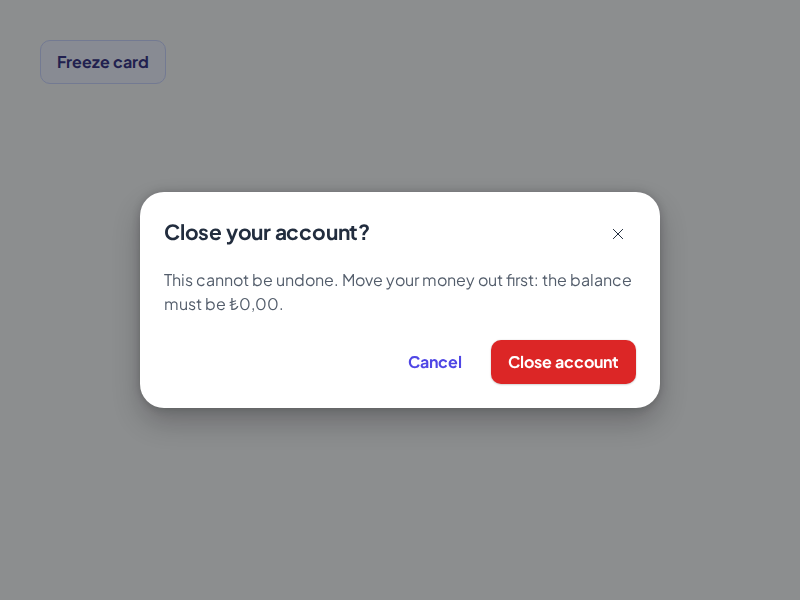 Freeze card
Close your account?
This cannot be undone. Move your money out first: the balance
must be ₺0,00.
Cancel
Close account